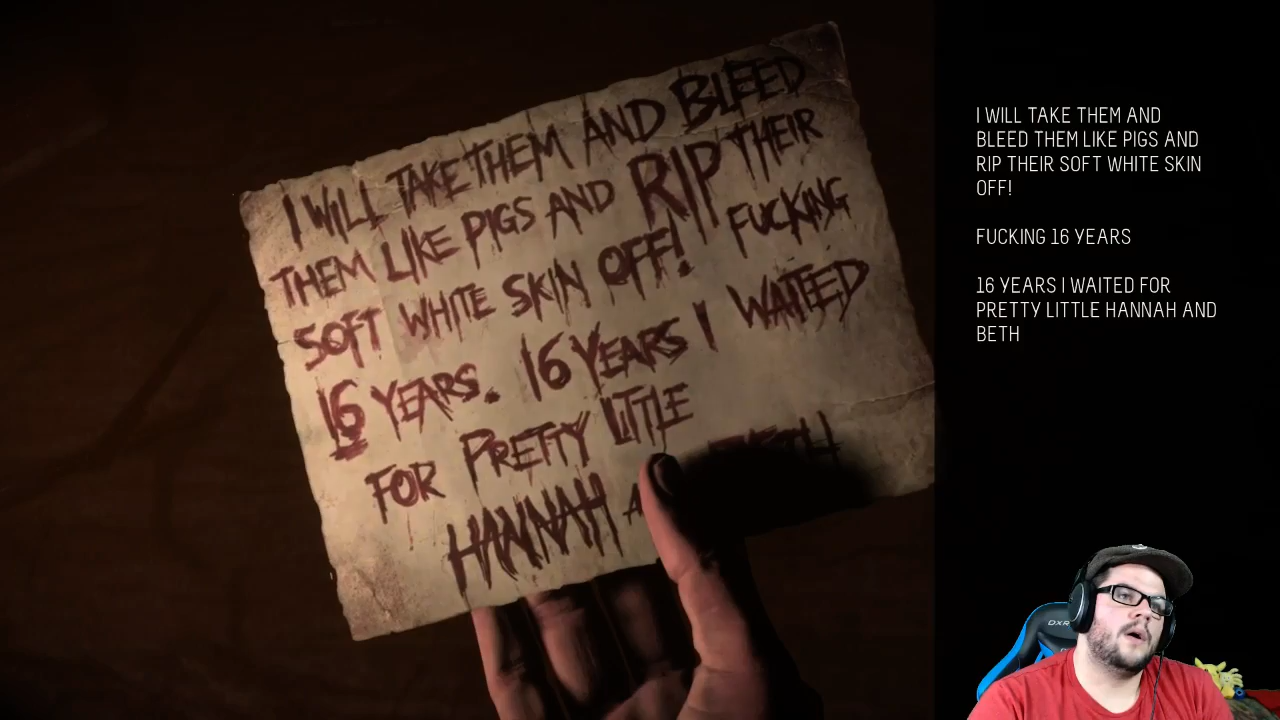 I WILL TAKE THEM AND BLEED
THEM LIKE PIGS AND RIP THEIR
SOFT WHITE SKIN OFF! FUCKING
16 YEARS. 16 YEARS I WAITED
FOR PRETTY LITTLE
HANNAH A BETH
I WILL TAKE THEM AND
BLEED THEM LIKE PIGS AND
RIP THEIR SOFT WHITE SKIN
OFF!
FUCKING 16 YEARS
16 YEARS I WAITED FOR
PRETTY LITTLE HANNAH AND
BETH
DXR